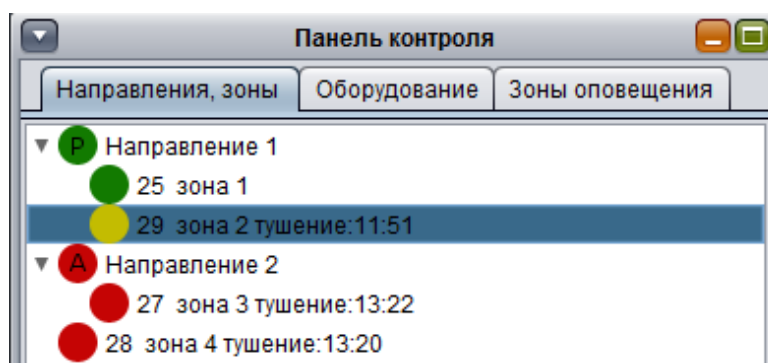 Панель контроля
Направления, зоны Оборудование Зоны оповещения
Р Направление 1
25 зона 1
29 зона 2 тушение:11:51
А Направление 2
27 зона 3 тушение:13:22
28 зона 4 тушение:13:20